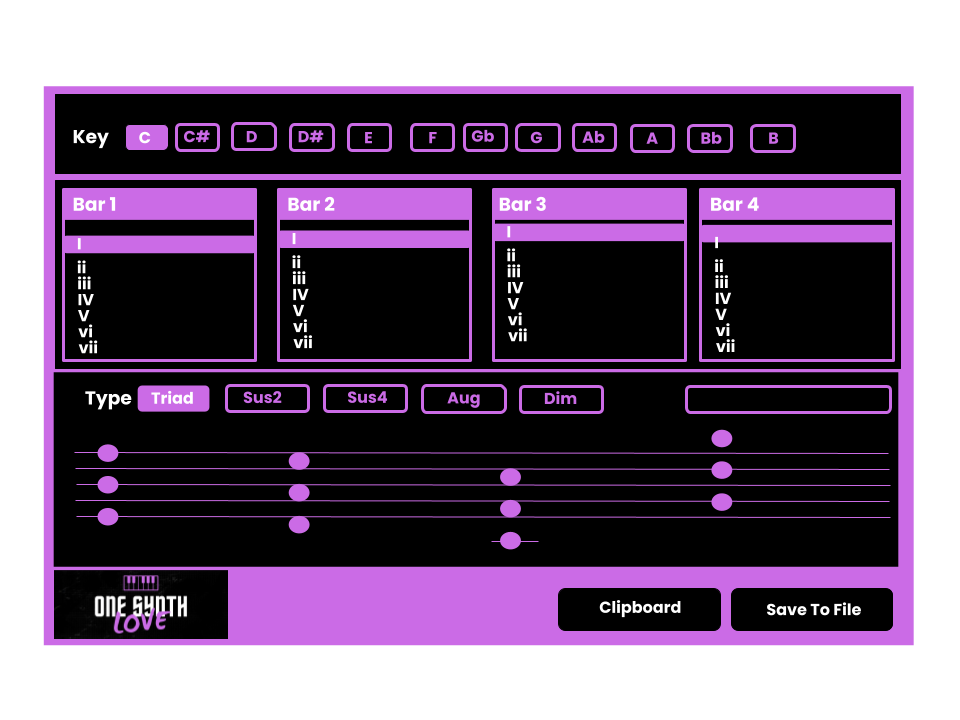 Key C C# D D# E F Gb G Ab A Bb B
Bar 1 Bar 2 Bar 3 Bar 4
I I I I
ii ii ii ii
iii iii iii iii
IV IV IV IV
V V V V
vi vi vi vi
vii vii vii vii
Type Triad Sus2 Sus4 Aug Dim
ONE SYNTH
LOVE
Clipboard Save To File